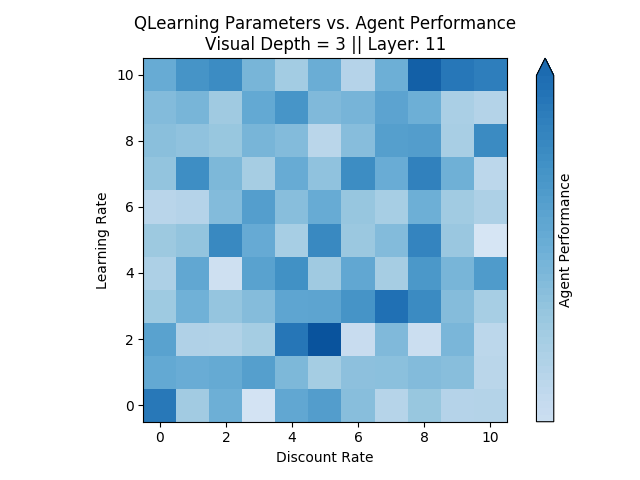 QLearning Parameters vs. Agent Performance
Visual Depth = 3 || Layer: 11
10
8
6
4
2
0
Learning Rate
0 2 4 6 8 10
Discount Rate
Agent Performance